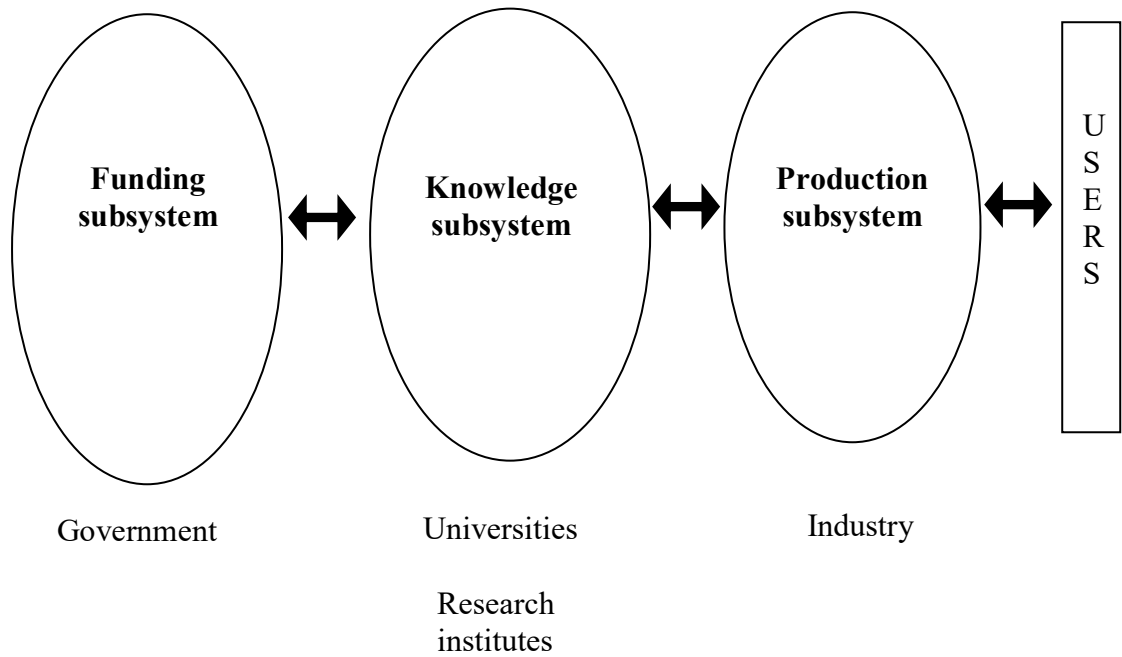 Funding
subsystem
Knowledge
subsystem
Production
subsystem
U
S
E
R
S
Government
Universities
Industry
Research
institutes